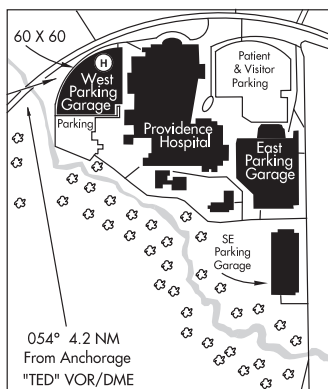 60 X 60
H
West
Parking
Garage
Parking
Patient
& Visitor
Parking
Providence
Hospital
East
Parking
Garage
SE
Parking
Garage
054° 4.2 NM
From Anchorage
"TED" VOR/DME